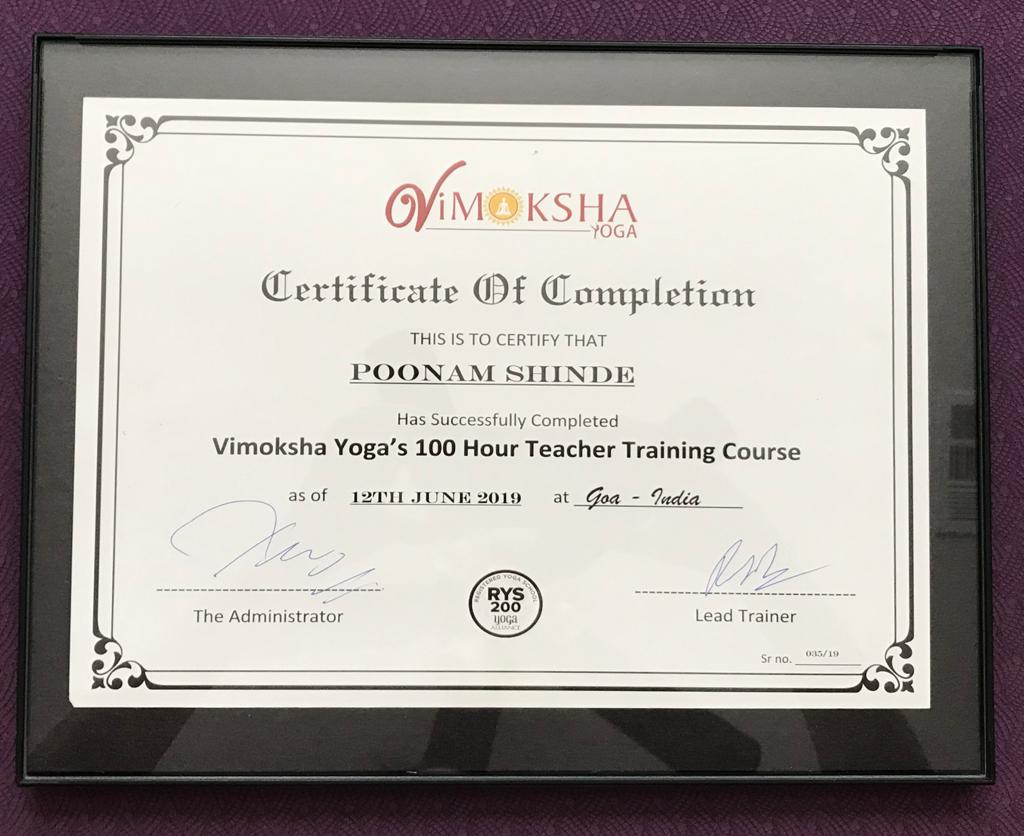 ViMOKSHA
YOGA
Certificate Of Completion
THIS IS TO CERTIFY THAT
POONAM SHINDE
Has Successfully Completed
Vimoksha Yoga's 100 Hour Teacher Training Course
as of 12TH JUNE 2019 at Goa - India
The Administrator
REGISTERED YOGA SCHOOL
RYS
200
yoga
ALLIANCE
Lead Trainer
Sr no. 035/19